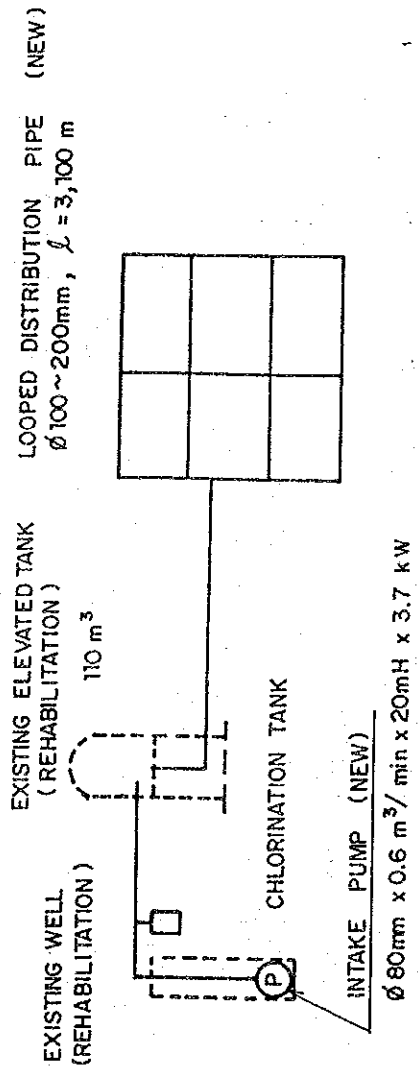 EXISTING WELL
(REHABILITATION)
EXISTING ELEVATED TANK
(REHABILITATION)
110 m³
LOOPED DISTRIBUTION PIPE (NEW)
Ø100~200mm, ℓ = 3,100 m
P
CHLORINATION TANK
INTAKE PUMP (NEW)
Ø80mm x 0.6 m³/min x 20mH x 3.7 kW